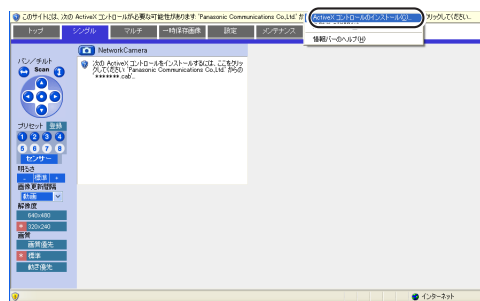 このサイトには、次の ActiveX コントロールが必要な可能性があります: 'Panasonic Communications Co.,Ltd.' が
ActiveX コントロールのインストール(C)...
クリックしてください。
情報バーのヘルプ(H)
トップ
シングル
マルチ
一時保存画像
設定
メンテナンス
NetworkCamera
次の ActiveX コントロールをインストールするには、ここをクリッ
クしてください: 'Panasonic Communications Co.,Ltd.' からの
'*******.cab'...
パン/チルト
Scan
プリセット 登録
1 2 3 4
5 6 7 8
センサー
明るさ
- 標準 +
画像更新間隔
動画
解像度
640×480
* 320×240
画質
画質優先
* 標準
動き優先
インターネット